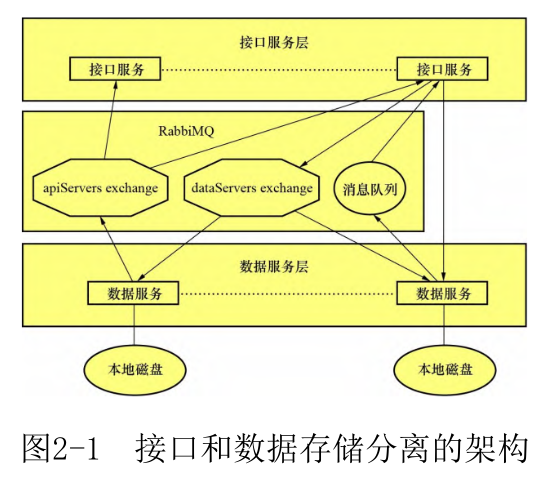 接口服务层
接口服务 接口服务
RabbiMQ
apiServers exchange dataServers exchange 消息队列
数据服务层
数据服务 数据服务
本地磁盘 本地磁盘
图2-1 接口和数据存储分离的架构